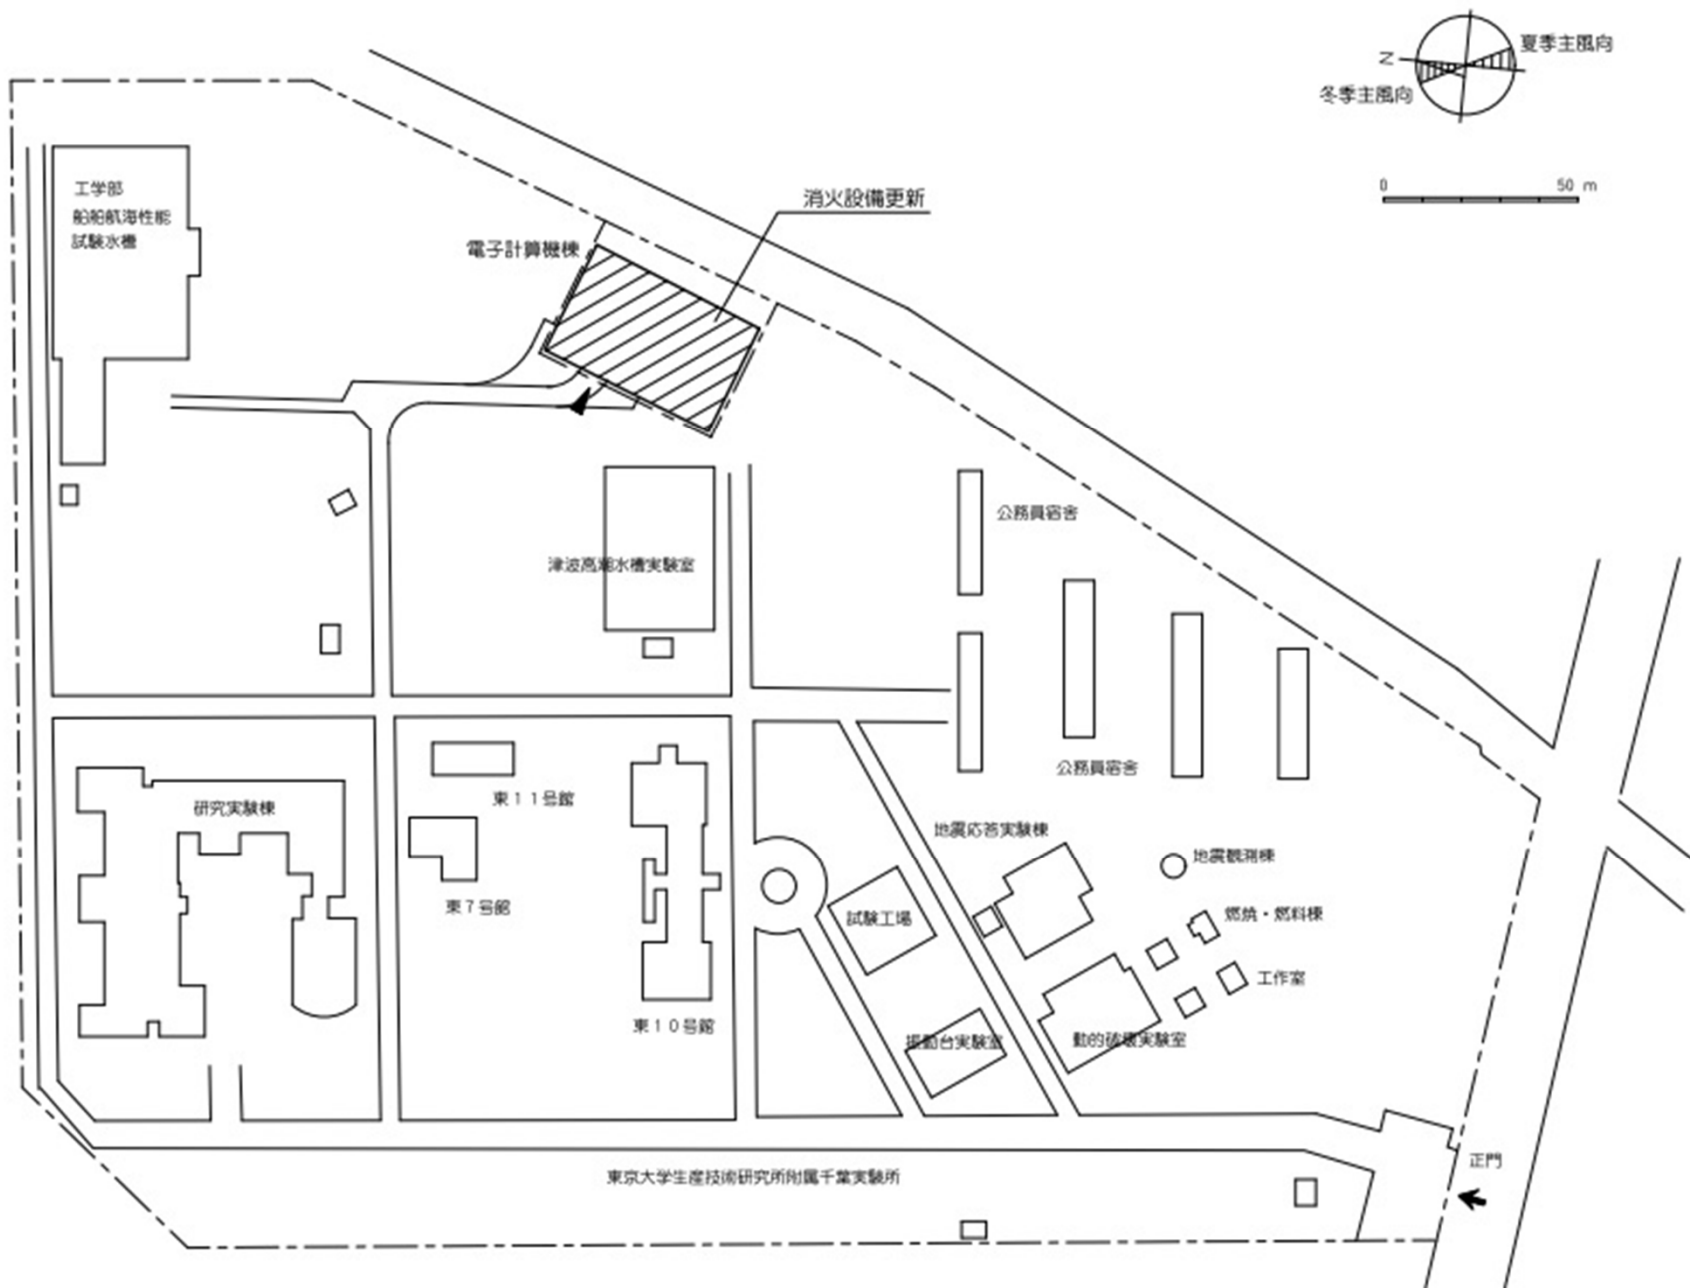 夏季主風向
N
冬季主風向
0 50 m
工学部
船舶航海性能
試験水槽
消火設備更新
電子計算機棟
公務員宿舎
津波高潮水槽実験室
公務員宿舎
研究実験棟
東11号館
地震応答実験棟
地震観測棟
東7号館
試験工場
燃焼・燃料棟
工作室
東10号館
振動台実験室
動的破壊実験室
東京大学生産技術研究所附属千葉実験所
正門